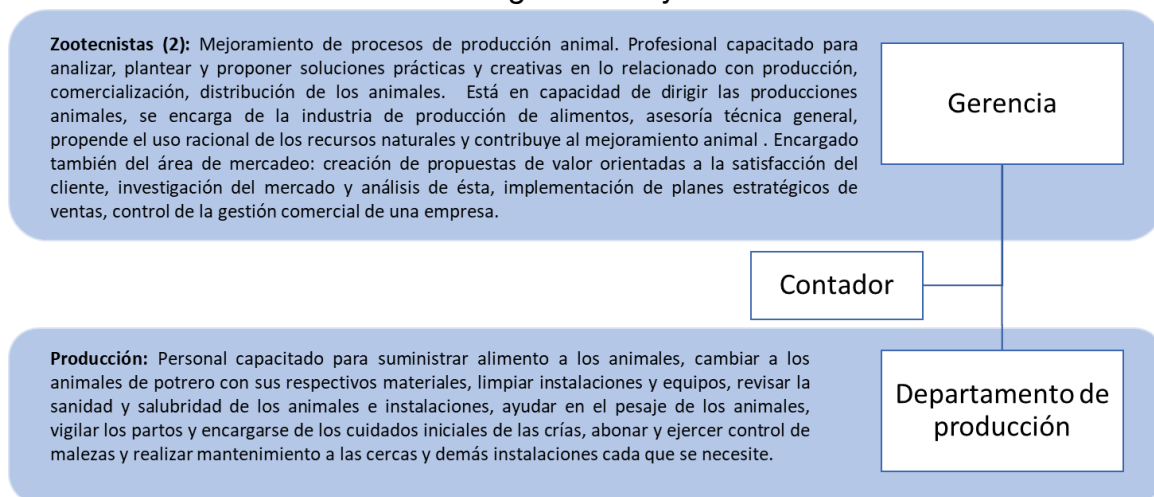 Zootecnistas (2): Mejoramiento de procesos de producción animal. Profesional capacitado para
analizar, plantear y proponer soluciones prácticas y creativas en lo relacionado con producción,
comercialización, distribución de los animales. Está en capacidad de dirigir las producciones
animales, se encarga de la industria de producción de alimentos, asesoría técnica general,
propende el uso racional de los recursos naturales y contribuye al mejoramiento animal . Encargado
también del área de mercadeo: creación de propuestas de valor orientadas a la satisfacción del
cliente, investigación del mercado y análisis de ésta, implementación de planes estratégicos de
ventas, control de la gestión comercial de una empresa.
Gerencia
Contador
Producción: Personal capacitado para suministrar alimento a los animales, cambiar a los
animales de potrero con sus respectivos materiales, limpiar instalaciones y equipos, revisar la
sanidad y salubridad de los animales e instalaciones, ayudar en el pesaje de los animales,
vigilar los partos y encargarse de los cuidados iniciales de las crías, abonar y ejercer control de
malezas y realizar mantenimiento a las cercas y demás instalaciones cada que se necesite.
Departamento de
producción